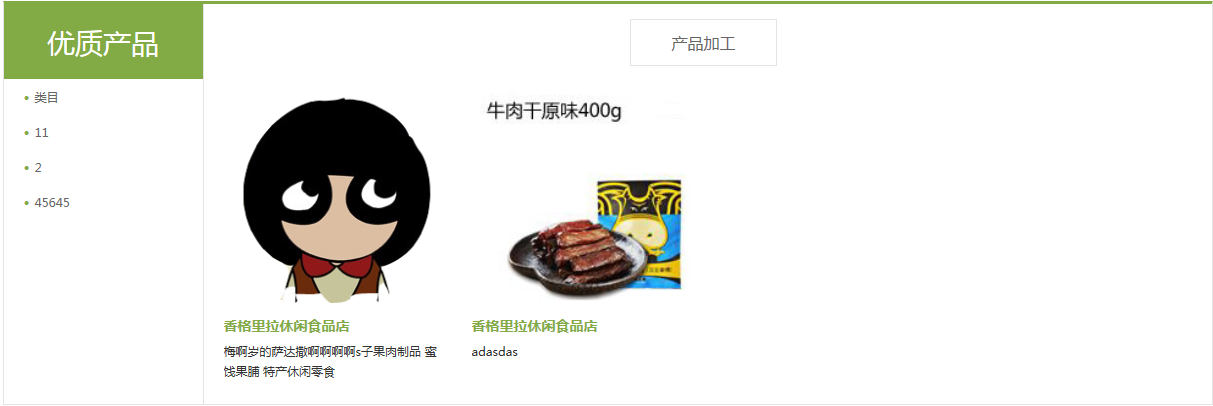 优质产品
产品加工
类目
11
2
45645
牛肉干原味400g
香格里拉休闲食品店
梅啊岁的萨达撒啊啊啊啊s子果肉制品 蜜
饯果脯 特产休闲零食
香格里拉休闲食品店
adasdas